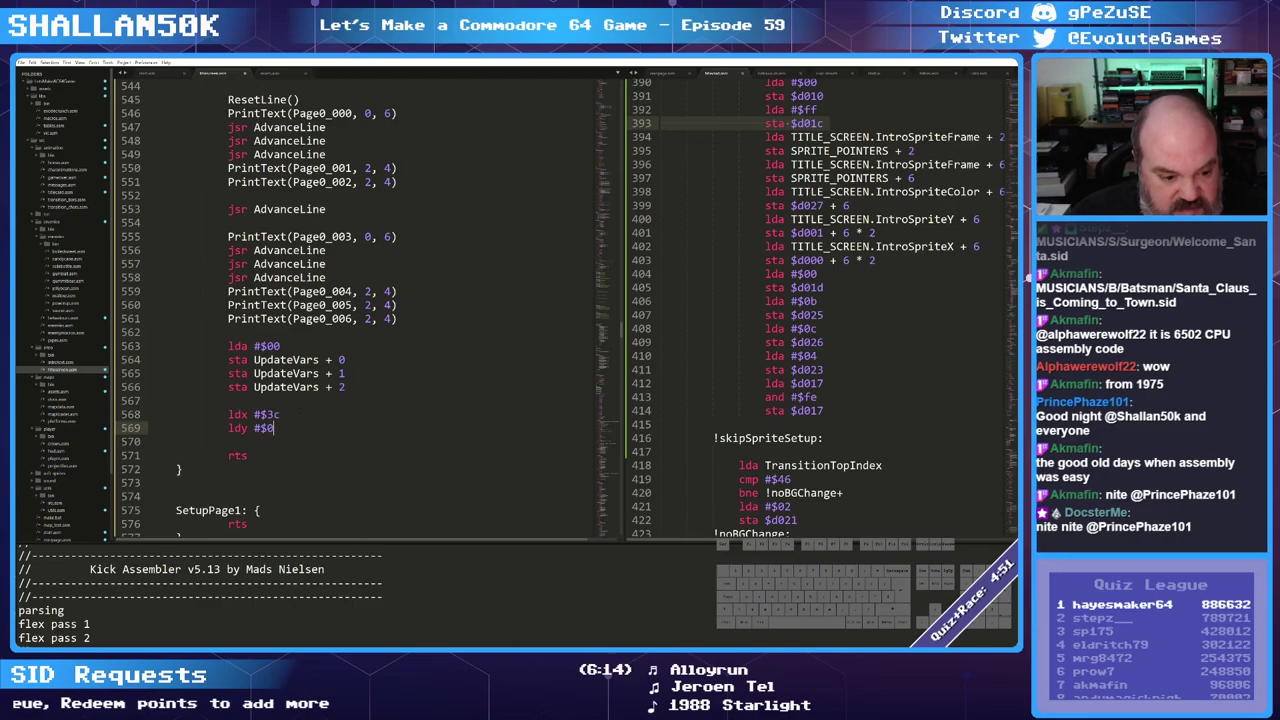 SHALLAN50K
Let's Make a Commodore 64 Game - Episode 59
Discord gPeZuSE
Twitter @EvoluteGames
FOLDERS
544
545 ResetLine()
546 PrintText(Page0_000, 0, 6)
547 jsr AdvanceLine
548 jsr AdvanceLine
549 jsr AdvanceLine
550 PrintText(Page0_001, 2, 4)
551 PrintText(Page0_002, 2, 4)
552
553 jsr AdvanceLine
554
555 PrintText(Page0_003, 0, 6)
556 jsr AdvanceLine
557 jsr AdvanceLine
558 jsr AdvanceLine
559 PrintText(Page0_004, 2, 4)
560 PrintText(Page0_005, 2, 4)
561 PrintText(Page0_006, 2, 4)
562
563 lda #$00
564 sta UpdateVars + 0
565 sta UpdateVars + 1
566 sta UpdateVars + 2
567
568 ldx #$3c
569 ldy #$0
570
571 rts
572 }
573
574
575 SetupPage1: {
576 rts
577 }
390 lda #$00
391 sta $d010
392 lda #$ff
393 sta $d01c
394 lda TITLE_SCREEN.IntroSpriteFrame + 2
395 sta SPRITE_POINTERS + 2
396 lda TITLE_SCREEN.IntroSpriteFrame + 6
397 sta SPRITE_POINTERS + 6
398 lda TITLE_SCREEN.IntroSpriteColor + 6
399 sta $d027 + 6
400 lda TITLE_SCREEN.IntroSpriteY + 6
401 sta $d001 + 6 * 2
402 lda TITLE_SCREEN.IntroSpriteX + 6
403 sta $d000 + 6 * 2
404 lda #$00
405 sta $d01d
406 lda #$0b
407 sta $d025
408 lda #$0c
409 sta $d026
410 lda #$04
411 sta $d023
412 lda $d017
413 and #$fe
414 sta $d017
415
416 !skipSpriteSetup:
417
418 lda TransitionTopIndex
419 cmp #$46
420 bne !noBGChange+
421 lda #$02
422 sta $d021
423 !noBGChange:
//------------------------------------------------------
// Kick Assembler v5.13 by Mads Nielsen
//------------------------------------------------------
parsing
flex pass 1
flex pass 2
Quiz+Race: 4:51
MUSICIANS/S/Surgeon/Welcome_San
ta.sid
Akmafin:
MUSICIANS/B/Batsman/Santa_Claus_
is_Coming_to_Town.sid
Akmafin:
@alphawerewolf22 it is 6502 CPU
assembly code
Alphawerewolf22: wow
Akmafin: from 1975
PrincePhaze101:
Good night @Shallan50k and
everyone
Akmafin:
the good old days when assembly
was easy
Akmafin: nite @PrincePhaze101
DocsterMe:
nite nite @PrincePhaze101
Quiz League
1 hayesmaker64 886632
2 stepz__ 789721
3 sp175 428012
4 eldritch79 302122
5 mrg8472 254375
6 prow7 248850
7 akmafin 96806
SID Requests
eue, Redeem points to add more
(6:14) Alloyrun
Jeroen Tel
1988 Starlight